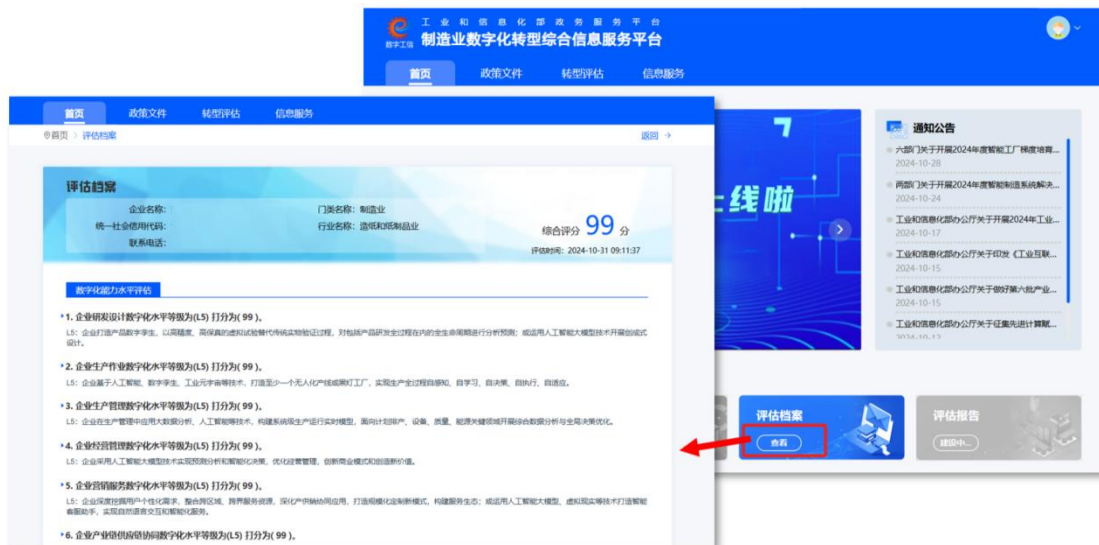 工业和信息化部政务服务平台
数字工信
制造业数字化转型综合信息服务平台
首页 政策文件 转型评估 信息服务
线啦
通知公告
六部门关于开展2024年度智能工厂梯度培育...
2024-10-28
两部门关于开展2024年度智能制造系统解决...
2024-10-24
工业和信息化部办公厅关于开展2024年工业...
2024-10-17
工业和信息化部办公厅关于印发《工业互联...
2024-10-15
工业和信息化部办公厅关于做好第六批产业...
2024-10-15
工业和信息化部办公厅关于征集先进计算赋...
2024-10-12
评估档案
查看
评估报告
建设中...
首页 政策文件 转型评估 信息服务
首页 > 评估档案
返回 →
评估档案
企业名称: 门类名称: 制造业
统一社会信用代码: 行业名称: 造纸和纸制品业
联系电话:
综合评分 99 分
评估时间: 2024-10-31 09:11:37
数字化能力水平评估
1. 企业研发设计数字化水平等级为(L5) 打分为( 99 )。
L5: 企业打造产品数字孪生, 以高精度、高保真的虚拟试验替代传统实物验证过程, 对包括产品研发全过程在内的全生命周期进行分析预测; 或运用人工智能大模型技术开展创成式
设计。
2. 企业生产作业数字化水平等级为(L5) 打分为( 99 )。
L5: 企业基于人工智能、数字孪生、工业元宇宙等技术, 打造至少一个无人化产线或黑灯工厂, 实现生产全过程自感知、自学习、自决策、自执行、自适应。
3. 企业生产管理数字化水平等级为(L5) 打分为( 99 )。
L5: 企业在生产管理中应用大数据分析、人工智能等技术, 构建系统级生产运行实时模型, 面向计划排产、设备、质量、能源关键领域开展综合数据分析与全局决策优化。
4. 企业经营管理数字化水平等级为(L5) 打分为( 99 )。
L5: 企业采用人工智能大模型技术实现预测分析和智能化决策, 优化经营管理, 创新商业模式和创造新价值。
5. 企业营销服务数字化水平等级为(L5) 打分为( 99 )。
L5: 企业深度挖掘用户个性化需求, 整合跨区域、跨界服务资源, 深化产供销协同应用, 打造规模化定制新模式, 构建服务生态; 或运用人工智能大模型、虚拟现实等技术打造智能
客服助手, 实现自然语言交互和智能化服务。
6. 企业产业链供应链协同数字化水平等级为(L5) 打分为( 99 )。